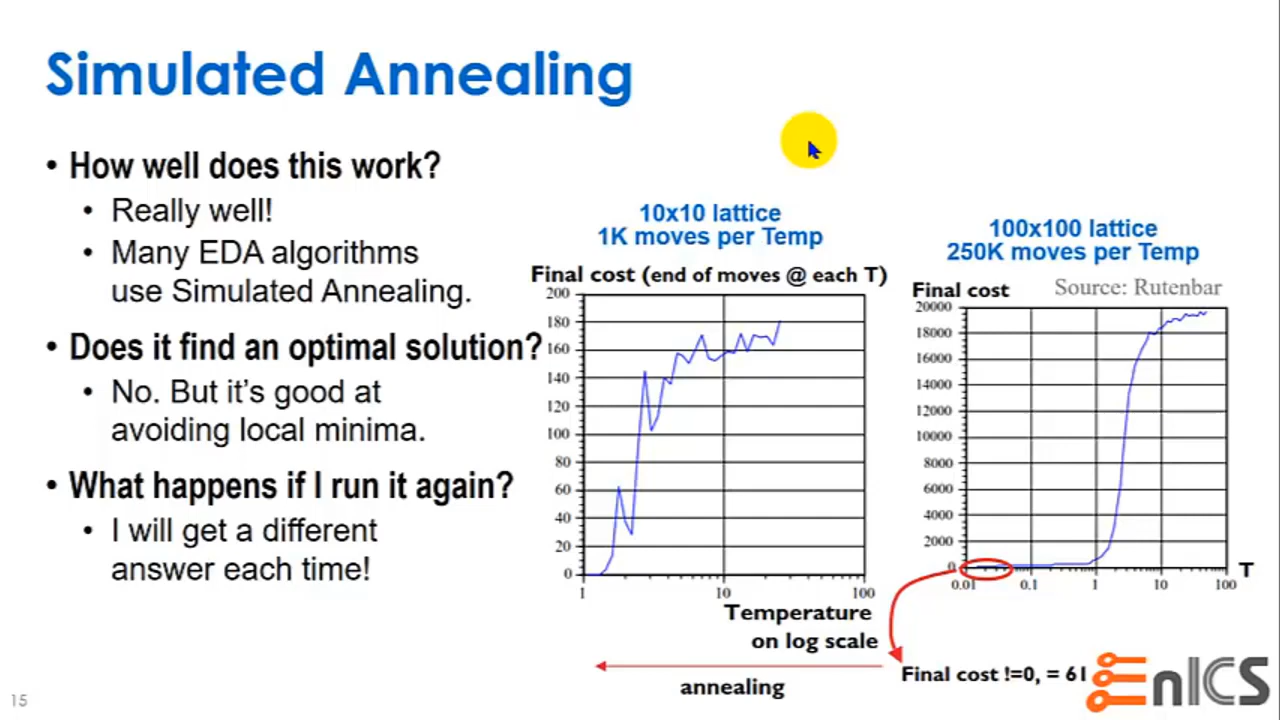 Simulated Annealing
• How well does this work?
• Really well!
• Many EDA algorithms
use Simulated Annealing.
• Does it find an optimal solution?
• No. But it's good at
avoiding local minima.
• What happens if I run it again?
• I will get a different
answer each time!
10x10 lattice
1K moves per Temp
Final cost (end of moves @ each T)
200
180
160
140
120
100
80
60
40
20
0
1
10
100
Temperature
on log scale
annealing
100x100 lattice
250K moves per Temp
Final cost
Source: Rutenbar
20000
18000
16000
14000
12000
10000
8000
6000
4000
2000
0
T
0.01
0.1
1
10
100
Final cost !=0, = 61
EnICS
15